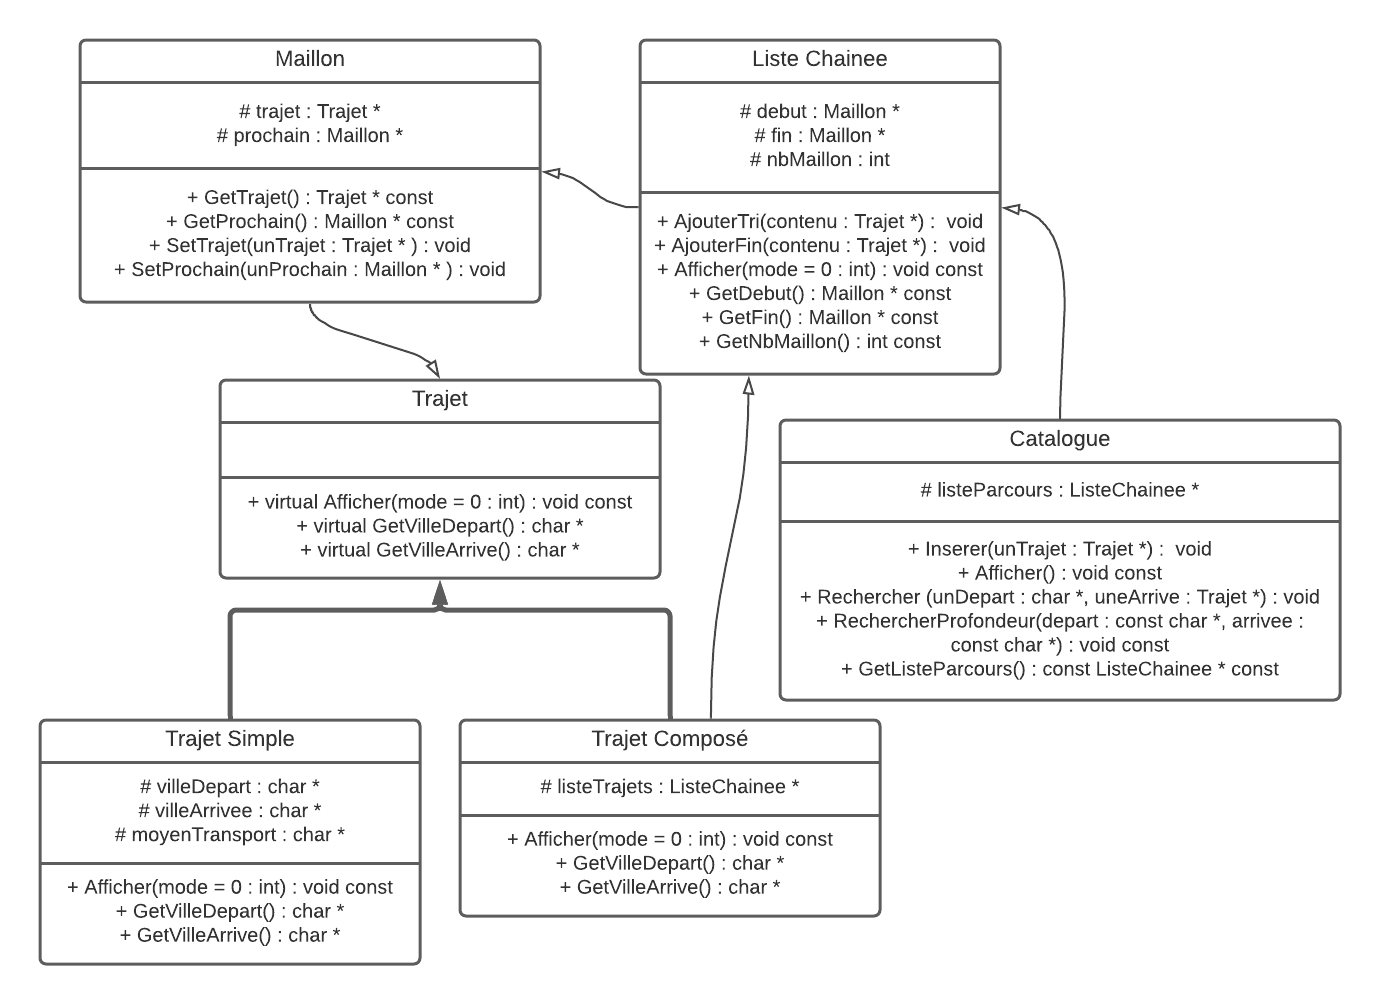 Maillon
# trajet : Trajet *
# prochain : Maillon *
+ GetTrajet() : Trajet * const
+ GetProchain() : Maillon * const
+ SetTrajet(unTrajet : Trajet * ) : void
+ SetProchain(unProchain : Maillon * ) : void
Liste Chainee
# debut : Maillon *
# fin : Maillon *
# nbMaillon : int
+ AjouterTri(contenu : Trajet *) : void
+ AjouterFin(contenu : Trajet *) : void
+ Afficher(mode = 0 : int) : void const
+ GetDebut() : Maillon * const
+ GetFin() : Maillon * const
+ GetNbMaillon() : int const
Trajet
+ virtual Afficher(mode = 0 : int) : void const
+ virtual GetVilleDepart() : char *
+ virtual GetVilleArrive() : char *
Catalogue
# listeParcours : ListeChainee *
+ Inserer(unTrajet : Trajet *) : void
+ Afficher() : void const
+ Rechercher (unDepart : char *, uneArrive : Trajet *) : void
+ RechercherProfondeur(depart : const char *, arrivee :
const char *) : void const
+ GetListeParcours() : const ListeChainee * const
Trajet Simple
# villeDepart : char *
# villeArrivee : char *
# moyenTransport : char *
+ Afficher(mode = 0 : int) : void const
+ GetVilleDepart() : char *
+ GetVilleArrive() : char *
Trajet Composé
# listeTrajets : ListeChainee *
+ Afficher(mode = 0 : int) : void const
+ GetVilleDepart() : char *
+ GetVilleArrive() : char *